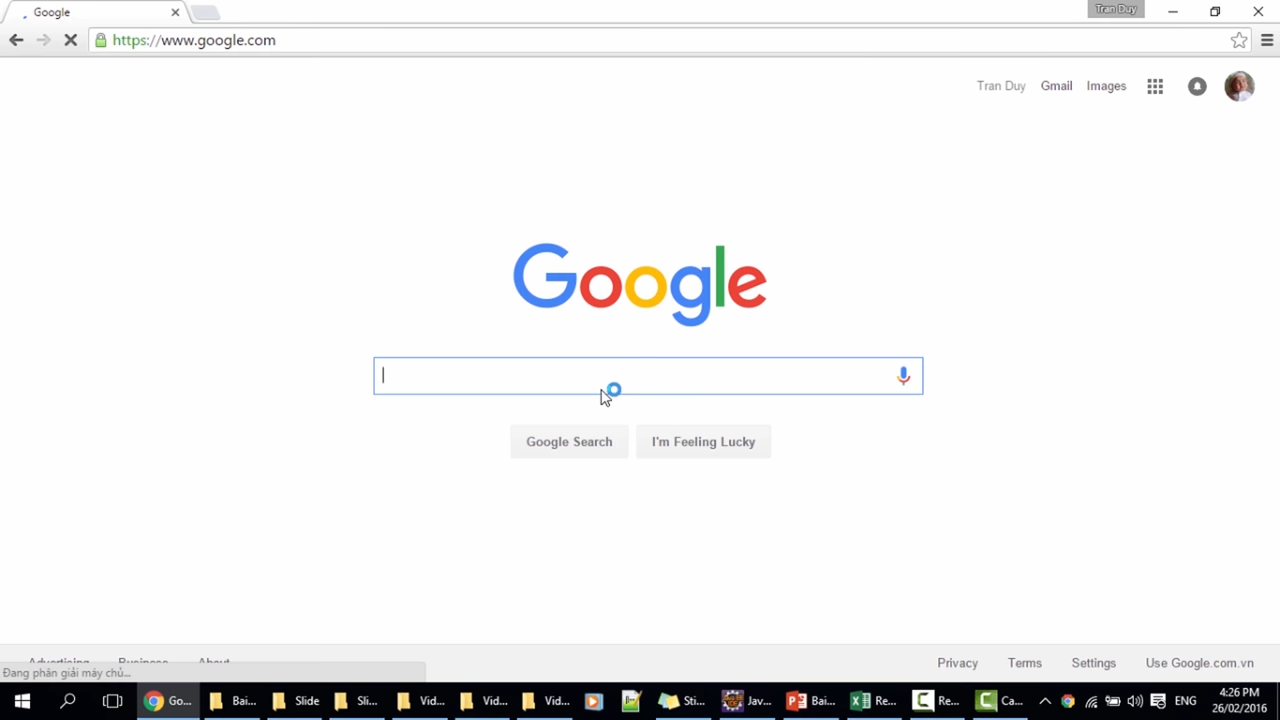 Google
Tran Duy
https://www.google.com
Tran Duy Gmail Images
Google
Google Search I'm Feeling Lucky
Advertising Business About
Privacy Terms Settings Use Google.com.vn
Đang phân giải máy chủ...
Go... Bai... Slide Sli... Vid... Vid... Vid... Sti... Jav... Bai... Re... Re... Ca... ENG
4:26 PM
26/02/2016